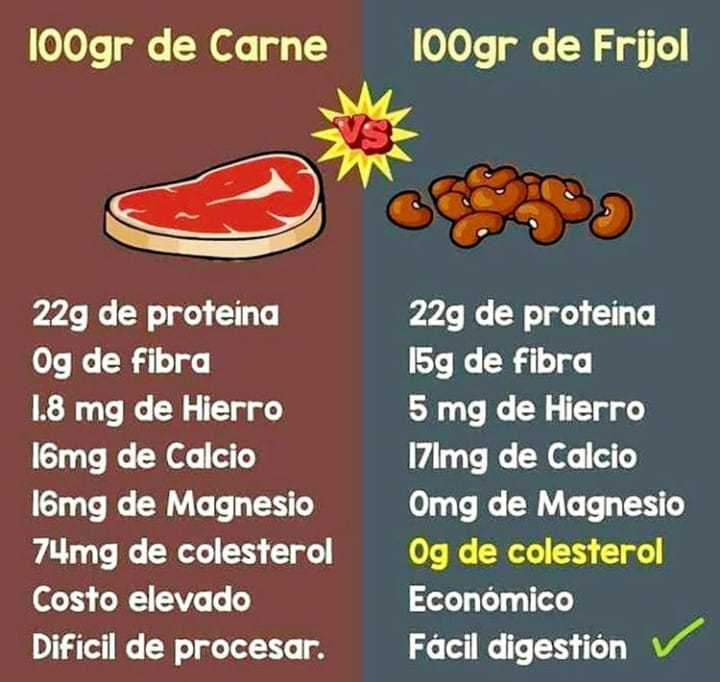 100gr de Carne
100gr de Frijol
VS
22g de proteína
0g de fibra
1.8 mg de Hierro
16mg de Calcio
16mg de Magnesio
74mg de colesterol
Costo elevado
Difícil de procesar.
22g de proteína
15g de fibra
5 mg de Hierro
171mg de Calcio
0mg de Magnesio
0g de colesterol
Económico
Fácil digestión